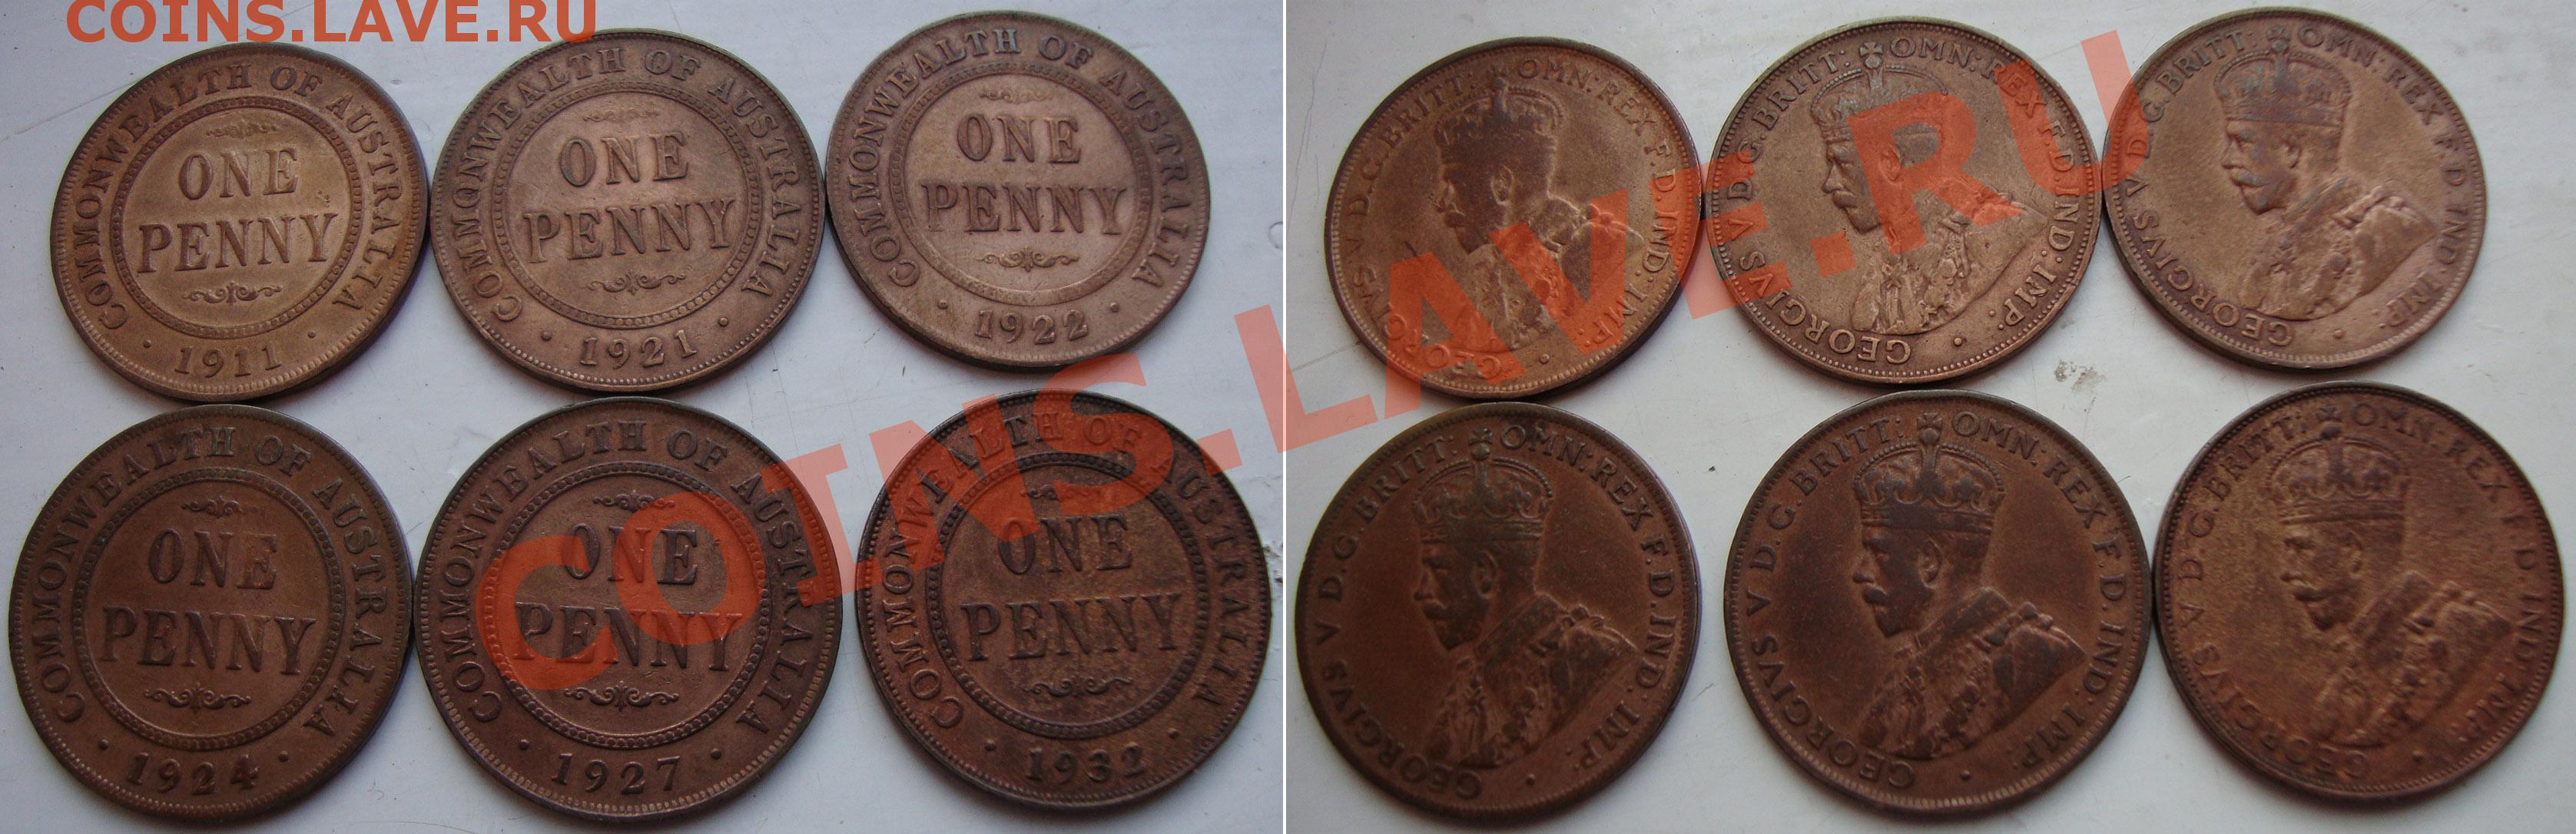 COINS.LAVE.RU
COMMONWEALTH OF AUSTRALIA
ONE
PENNY
· 1911 ·
COMMONWEALTH OF AUSTRALIA
ONE
PENNY
· 1921 ·
COMMONWEALTH OF AUSTRALIA
ONE
PENNY
· 1922 ·
COMMONWEALTH OF AUSTRALIA
ONE
PENNY
· 1924 ·
COMMONWEALTH OF AUSTRALIA
ONE
PENNY
· 1927 ·
COMMONWEALTH OF AUSTRALIA
ONE
PENNY
· 1932 ·
GEORGIVS V D.G. BRITT: OMN: REX F.D. IND: IMP:
GEORGIVS V D.G. BRITT: OMN: REX F.D. IND: IMP:
GEORGIVS V D.G. BRITT: OMN: REX F.D. IND: IMP:
GEORGIVS V D.G. BRITT: OMN: REX F.D. IND: IMP:
GEORGIVS V D.G. BRITT: OMN: REX F.D. IND: IMP:
GEORGIVS V D.G. BRITT: OMN: REX F.D. IND: IMP:
COINS.LAVE.RU